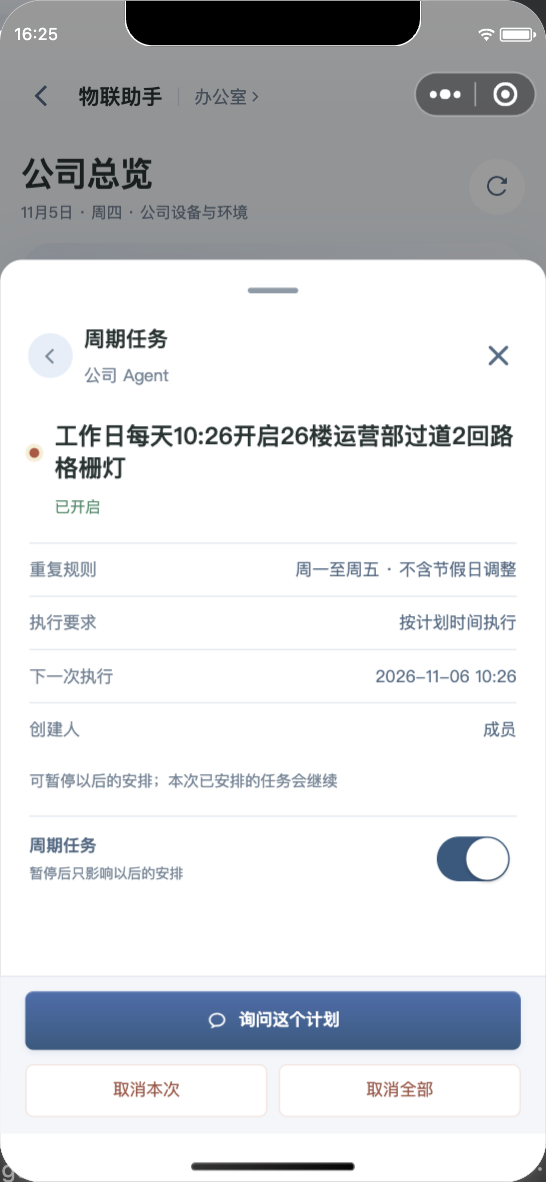 16:25
物联助手 办公室
公司总览
11月5日 · 周四 · 公司设备与环境
周期任务
公司 Agent
工作日每天10:26开启26楼运营部过道2回路
格栅灯
已开启
重复规则 周一至周五 · 不含节假日调整
执行要求 按计划时间执行
下一次执行 2026–11–06 10:26
创建人 成员
可暂停以后的安排；本次已安排的任务会继续
周期任务
暂停后只影响以后的安排
询问这个计划
取消本次 取消全部